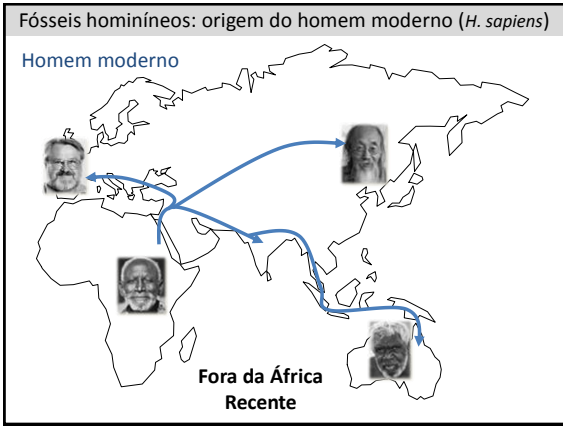 Fósseis hominíneos: origem do homem moderno (H. sapiens)
Homem moderno
Fora da África
Recente